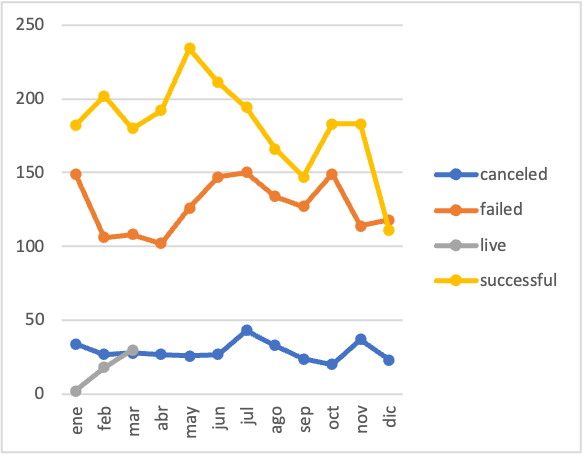 250
200
150
100
50
0
ene feb mar abr may jun jul ago sep oct nov dic
canceled
failed
live
successful